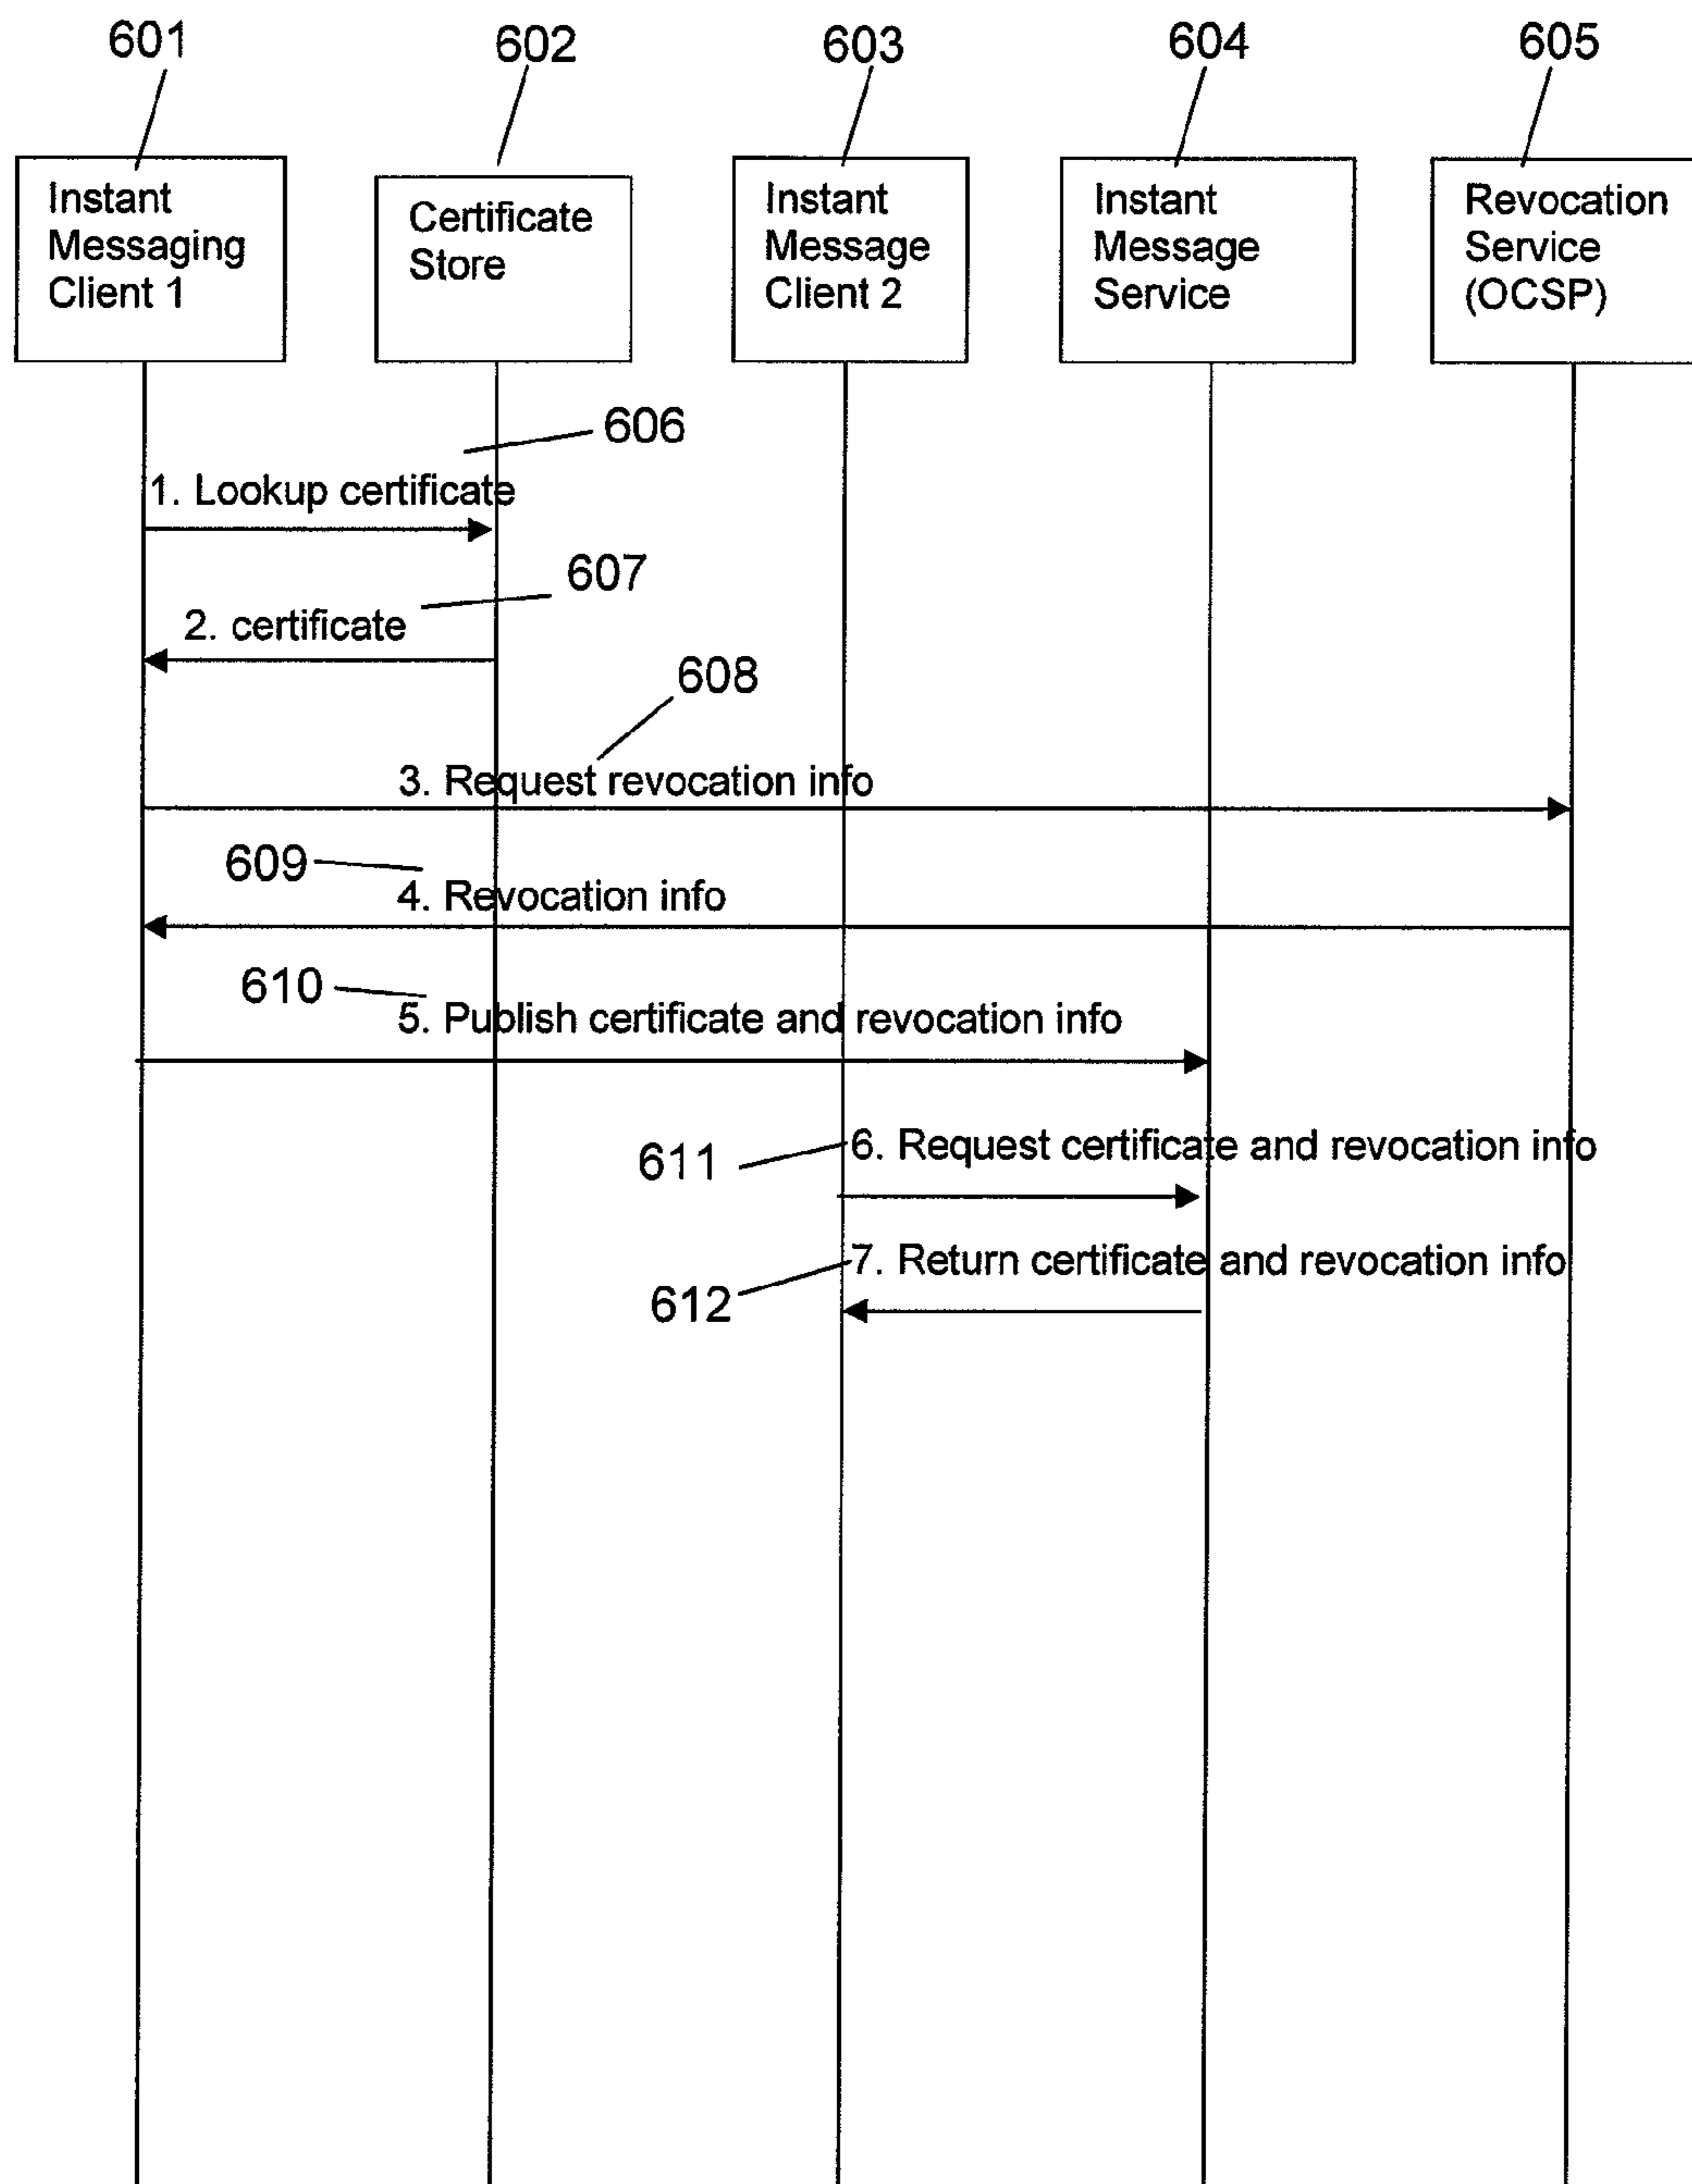 601
602
603
604
605
Instant
Messaging
Client 1
Certificate
Store
Instant
Message
Client 2
Instant
Message
Service
Revocation
Service
(OCSP)
606
1. Lookup certificate
607
2. certificate
608
3. Request revocation info
609
4. Revocation info
610
5. Publish certificate and revocation info
611
6. Request certificate and revocation info
7. Return certificate and revocation info
612